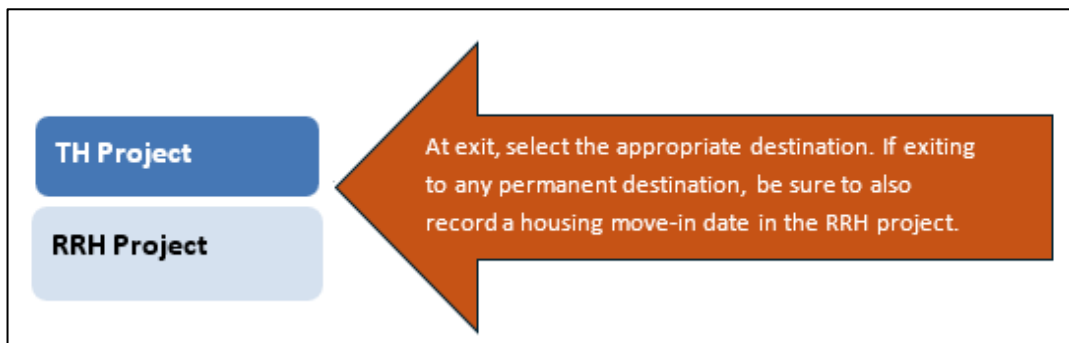 TH Project
RRH Project
At exit, select the appropriate destination. If exiting
to any permanent destination, be sure to also
record a housing move-in date in the RRH project.